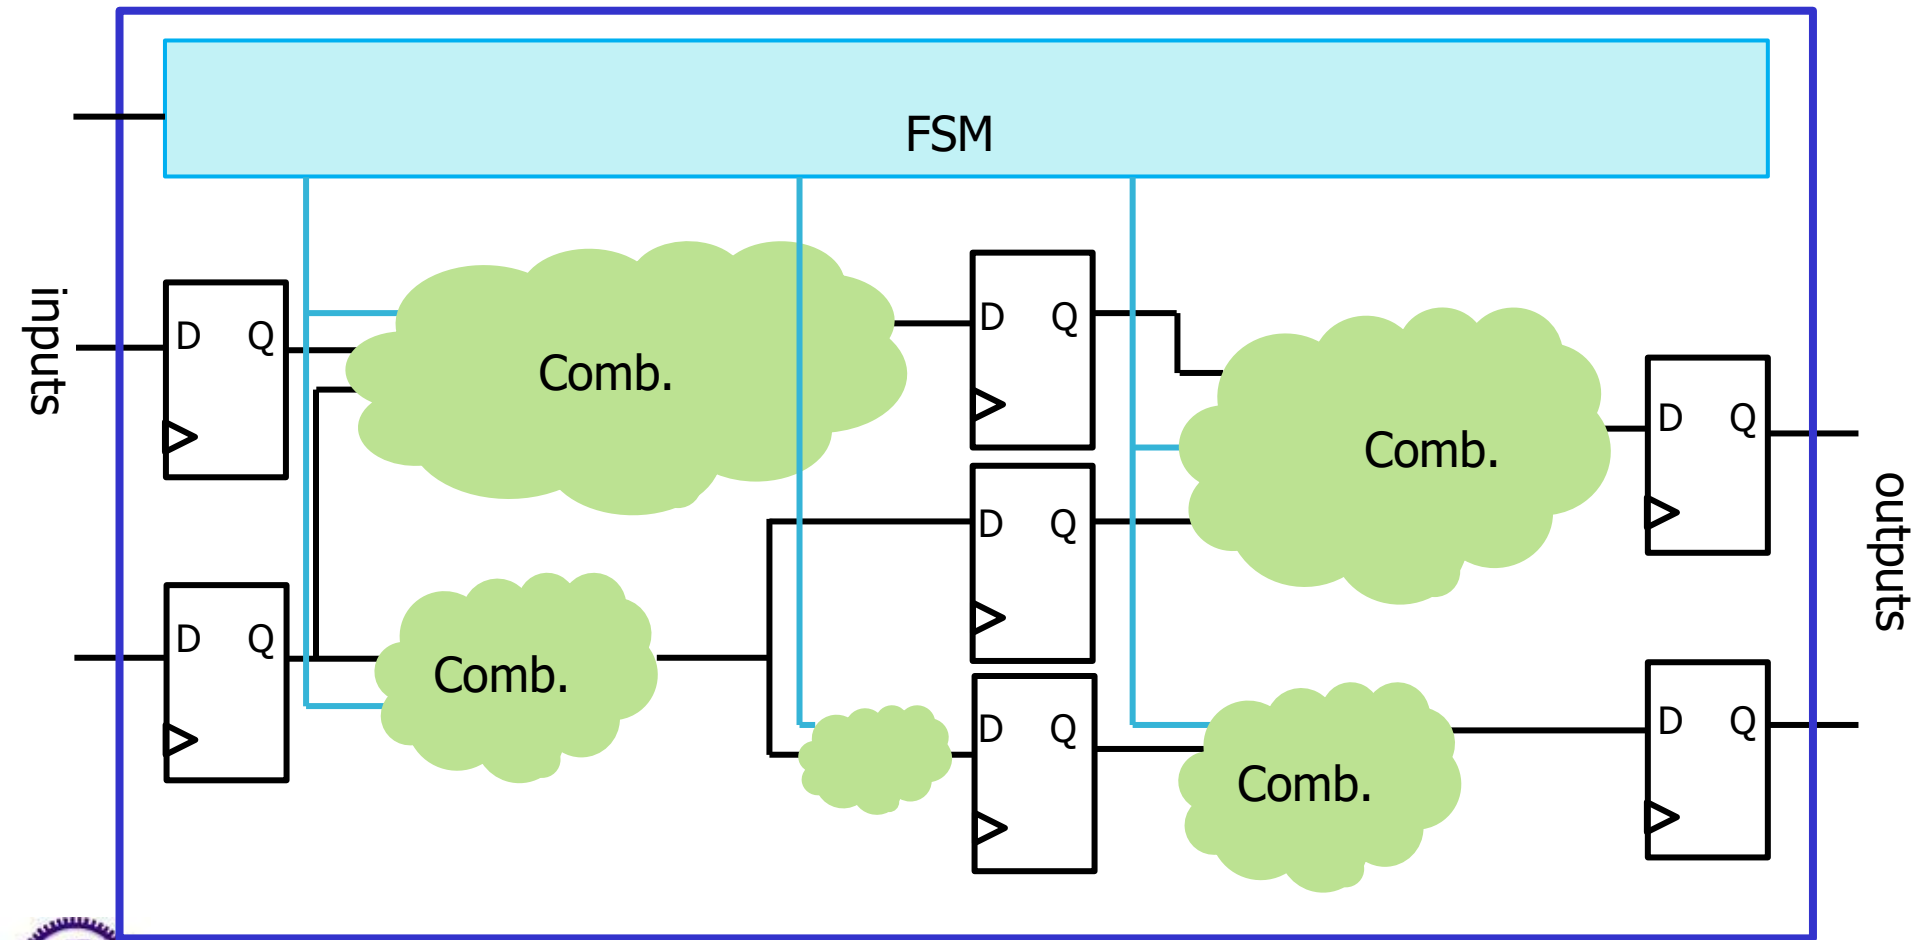 FSM
inputs
D Q
Comb.
D Q
Comb.
D Q
outputs
D Q
D Q
Comb.
D Q
D Q
Comb.
D Q